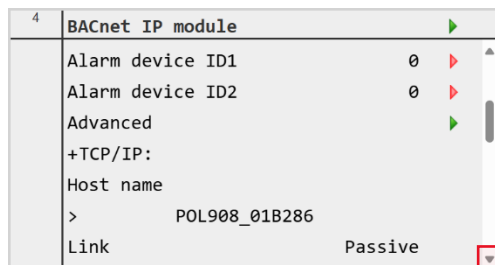 4
BACnet IP module
Alarm device ID1 0
Alarm device ID2 0
Advanced
+TCP/IP:
Host name
> POL908_01B286
Link Passive